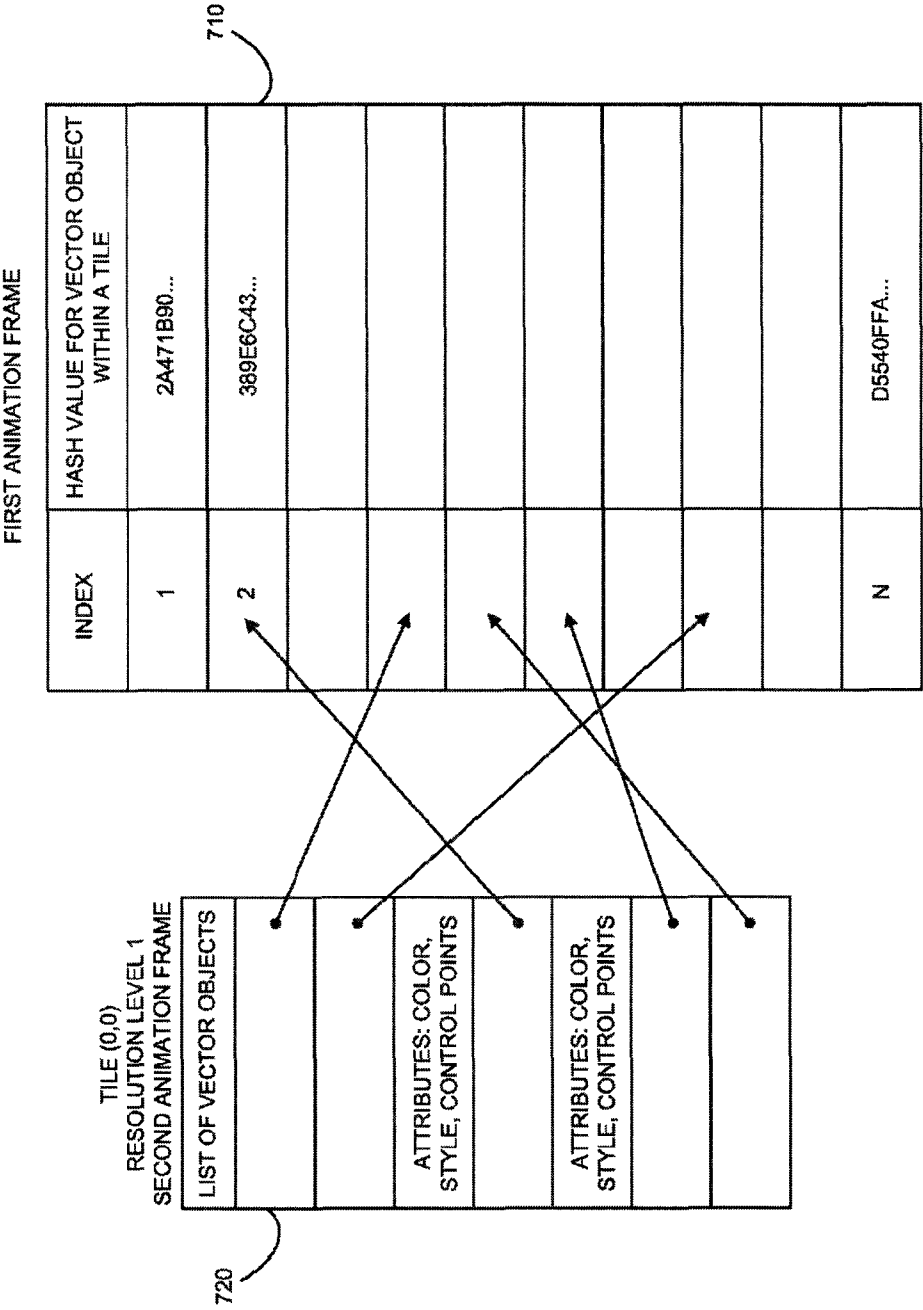 TILE (0,0)
RESOLUTION LEVEL 1
SECOND ANIMATION FRAME
LIST OF VECTOR OBJECTS
ATTRIBUTES: COLOR,
STYLE, CONTROL POINTS
ATTRIBUTES: COLOR,
STYLE, CONTROL POINTS
720
FIRST ANIMATION FRAME
INDEX
HASH VALUE FOR VECTOR OBJECT
WITHIN A TILE
1
2A471B90...
2
389E6C43...
N
D5540FFA...
710